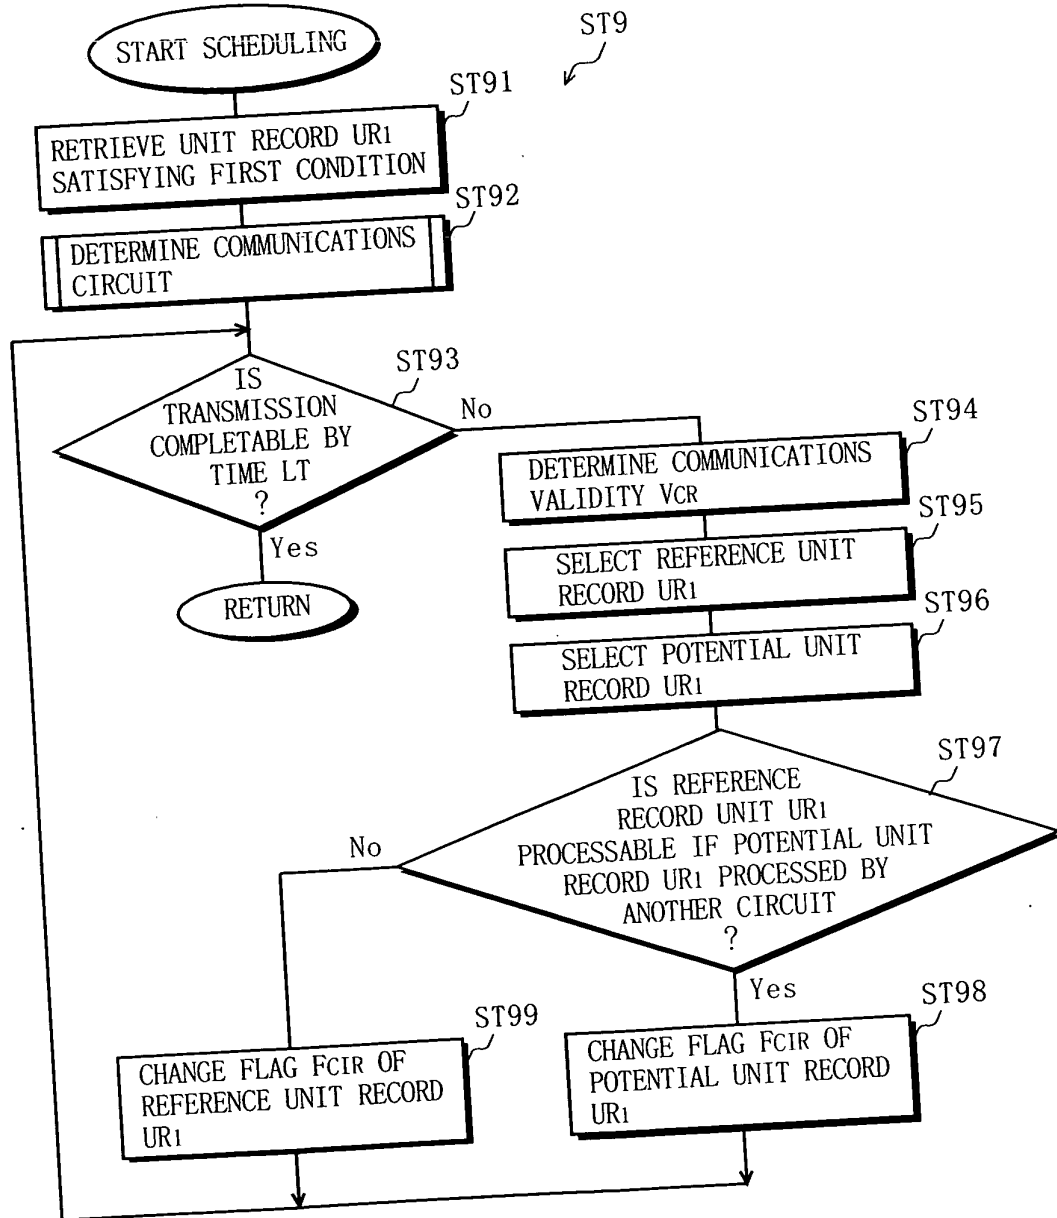 ST9
START SCHEDULING
ST91
RETRIEVE UNIT RECORD UR1
SATISFYING FIRST CONDITION
ST92
DETERMINE COMMUNICATIONS
CIRCUIT
ST93
IS
TRANSMISSION
COMPLETABLE BY
TIME LT
?
No
Yes
RETURN
ST94
DETERMINE COMMUNICATIONS
VALIDITY VCR
ST95
SELECT REFERENCE UNIT
RECORD UR1
ST96
SELECT POTENTIAL UNIT
RECORD UR1
ST97
IS REFERENCE
RECORD UNIT UR1
PROCESSABLE IF POTENTIAL UNIT
RECORD UR1 PROCESSED BY
ANOTHER CIRCUIT
?
No
Yes
ST99
CHANGE FLAG FCIR OF
REFERENCE UNIT RECORD
UR1
ST98
CHANGE FLAG FCIR OF
POTENTIAL UNIT RECORD
UR1